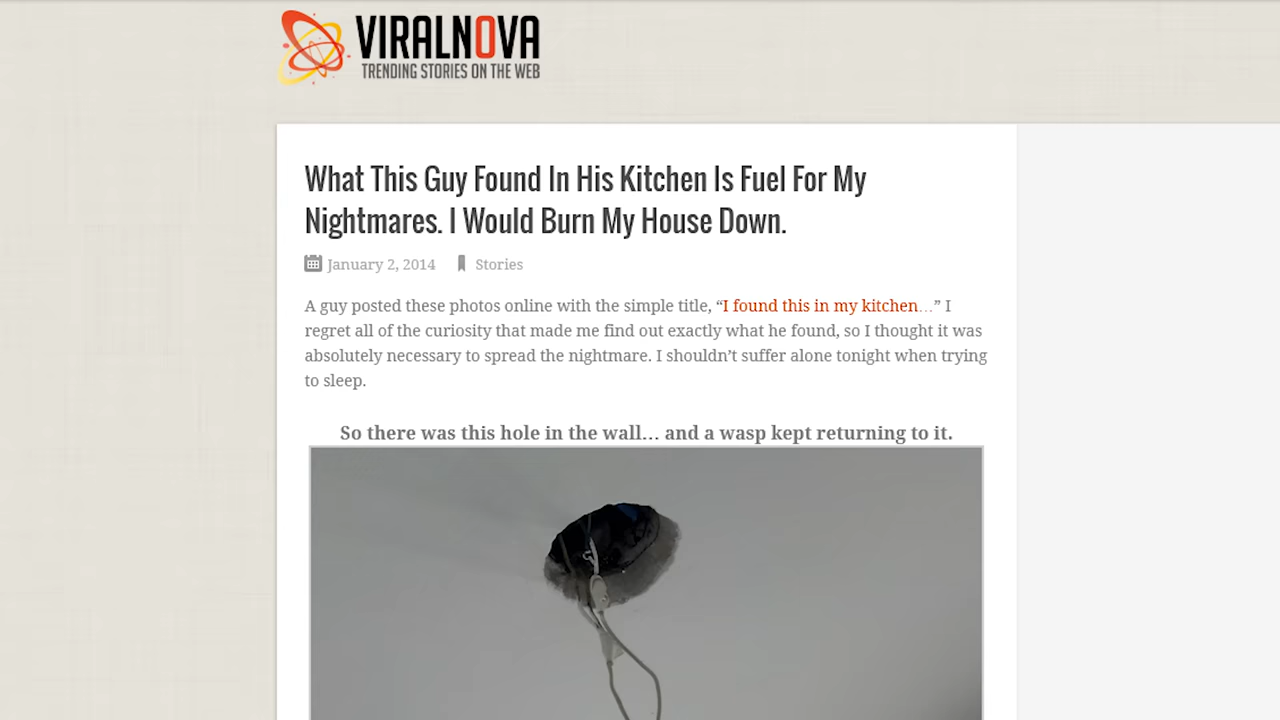 VIRALNOVA
TRENDING STORIES ON THE WEB
What This Guy Found In His Kitchen Is Fuel For My
Nightmares. I Would Burn My House Down.
January 2, 2014 Stories
A guy posted these photos online with the simple title, “I found this in my kitchen…” I
regret all of the curiosity that made me find out exactly what he found, so I thought it was
absolutely necessary to spread the nightmare. I shouldn’t suffer alone tonight when trying
to sleep.
So there was this hole in the wall… and a wasp kept returning to it.